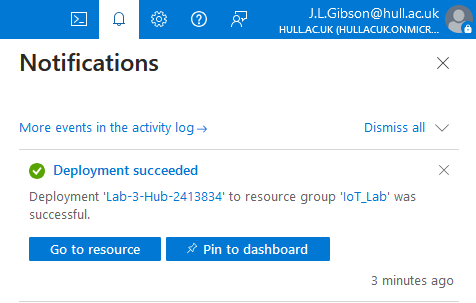 J.L.Gibson@hull.ac.uk
HULL.AC.UK (HULLACUK.ONMICR...
Notifications
More events in the activity log→
Dismiss all
Deployment succeeded
Deployment 'Lab-3-Hub-2413834' to resource group 'IoT_Lab' was
successful.
Go to resource
Pin to dashboard
3 minutes ago